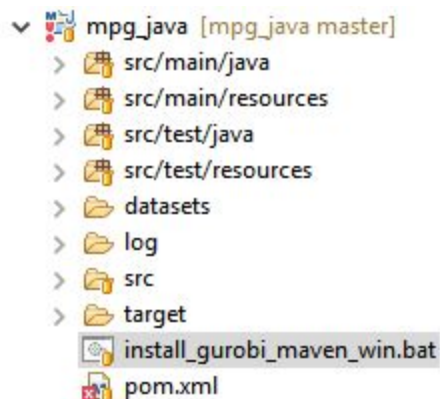 mpg_java [mpg_java master]
src/main/java
src/main/resources
src/test/java
src/test/resources
datasets
log
src
target
install_gurobi_maven_win.bat
pom.xml